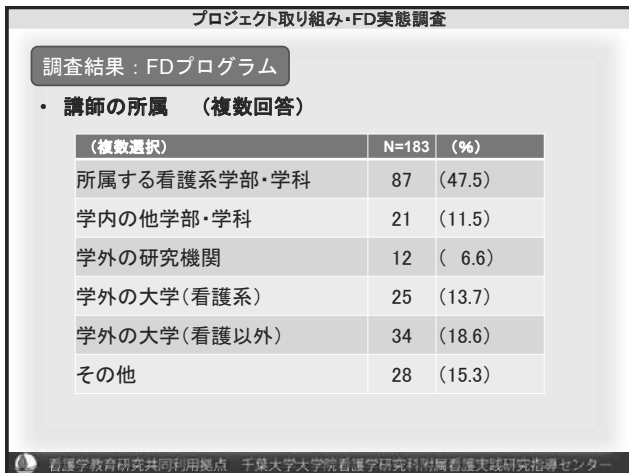 プロジェクト取り組み・FD実態調査
調査結果：FDプログラム
・ 講師の所属　（複数回答）
（複数選択） N=183 （%）
所属する看護系学部・学科 87 （47.5）
学内の他学部・学科 21 （11.5）
学外の研究機関 12 （ 6.6）
学外の大学（看護系） 25 （13.7）
学外の大学（看護以外） 34 （18.6）
その他 28 （15.3）
看護学教育研究共同利用拠点　千葉大学大学院看護学研究科附属看護実践研究指導センター